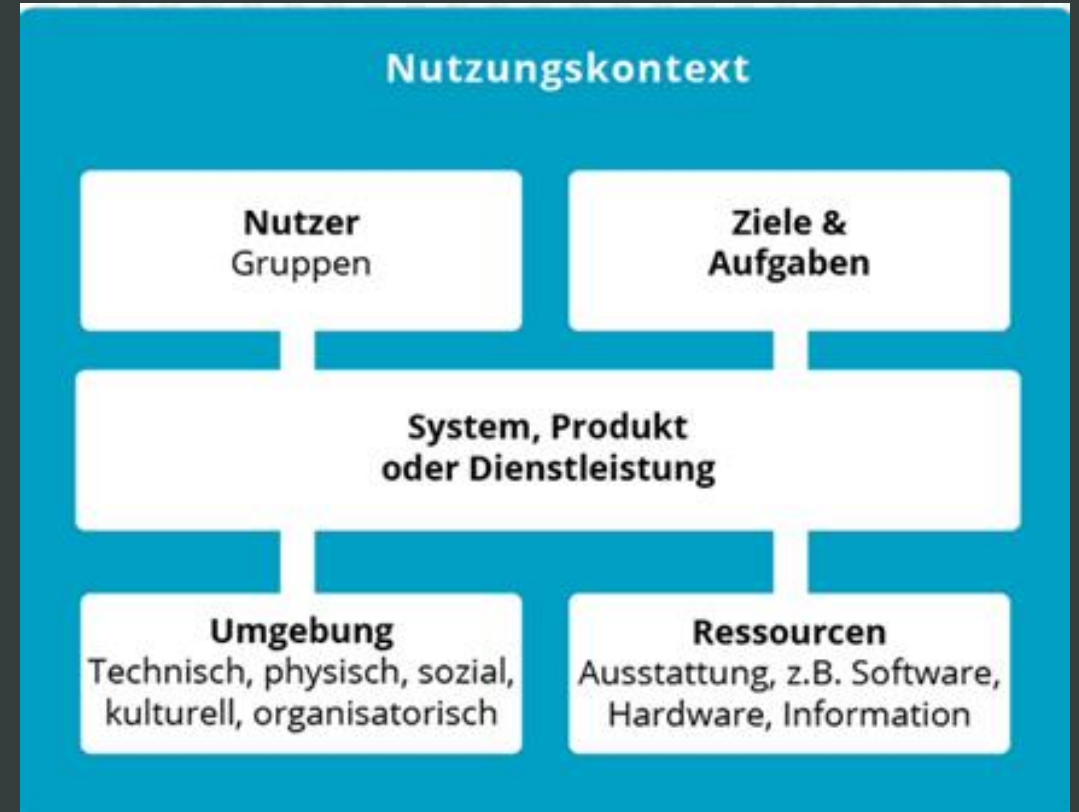 Nutzungskontext
Nutzer
Gruppen
Ziele &
Aufgaben
System, Produkt
oder Dienstleistung
Umgebung
Technisch, physisch, sozial,
kulturell, organisatorisch
Ressourcen
Ausstattung, z.B. Software,
Hardware, Information